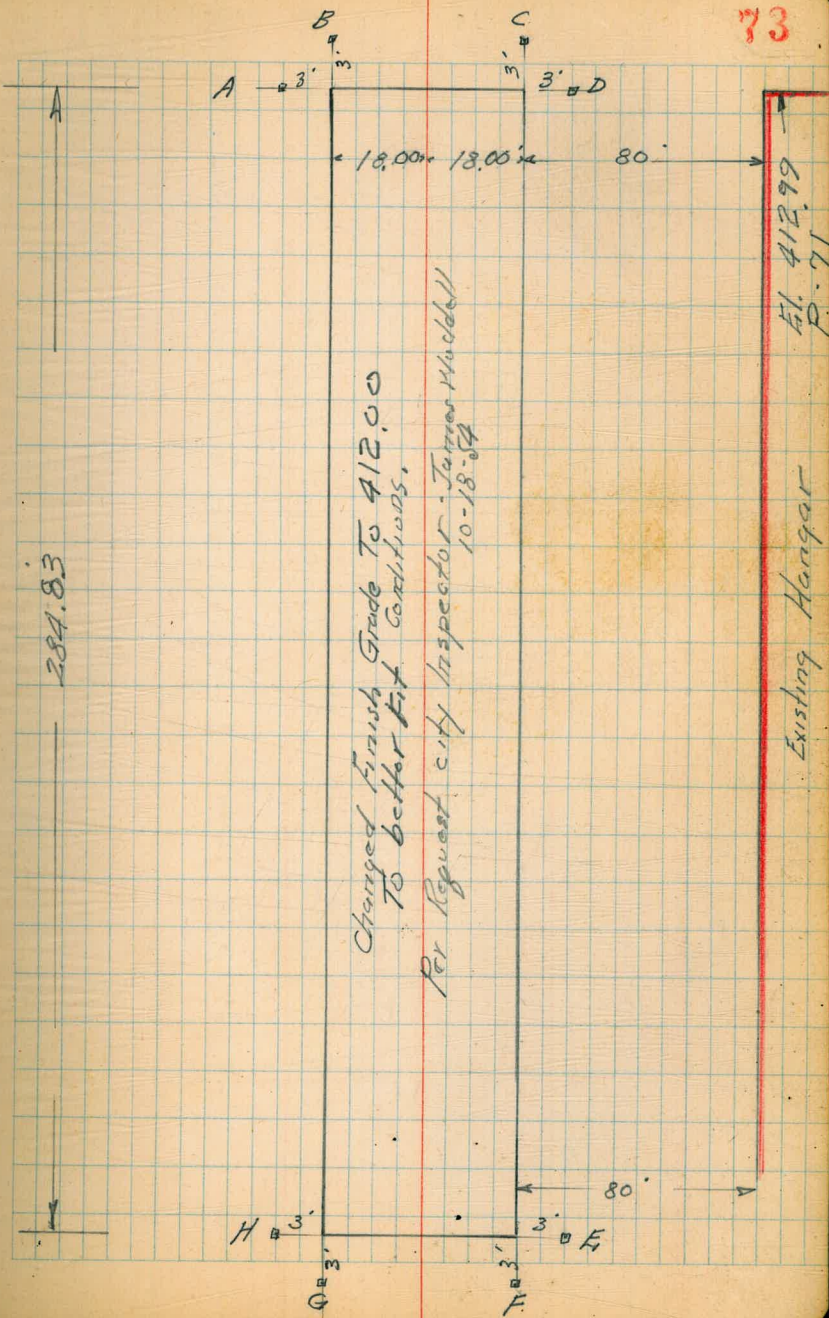 73
B
C
3'
3'
A
3'
3'
D
18.00
18.00'
80'
El. 412.99
P-71
284.83
Changed Finish Grade To 412.00
To better Fit Conditions.
Per Request city Inspector - James
10-18-54
Existing Hangar
80'
H
3'
3'
E
3'
3'
G
F